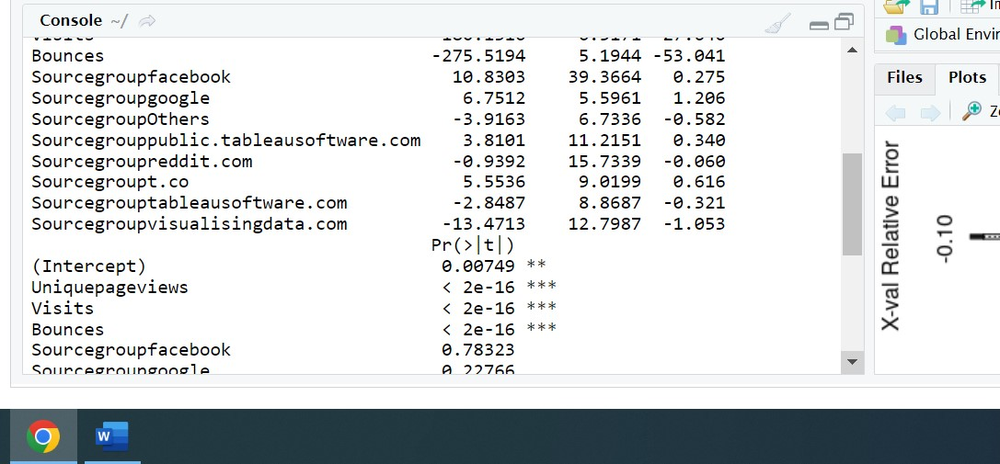 Console ~/
Visits
Bounces -275.5194 5.1944 -53.041
Sourcegroupfacebook 10.8303 39.3664 0.275
Sourcegroupgoogle 6.7512 5.5961 1.206
SourcegroupOthers -3.9163 6.7336 -0.582
Sourcegrouppublic.tableausoftware.com 3.8101 11.2151 0.340
Sourcegroupreddit.com -0.9392 15.7339 -0.060
Sourcegroupt.co 5.5536 9.0199 0.616
Sourcegrouptableausoftware.com -2.8487 8.8687 -0.321
Sourcegroupvisualisingdata.com -13.4713 12.7987 -1.053
Pr(>|t|)
(Intercept) 0.00749 **
Uniquepageviews < 2e-16 ***
Visits < 2e-16 ***
Bounces < 2e-16 ***
Sourcegroupfacebook 0.78323
Sourcegroupgoogle 0.22766
Global Envir
Files Plots
X-val Relative Error
-0.10
W